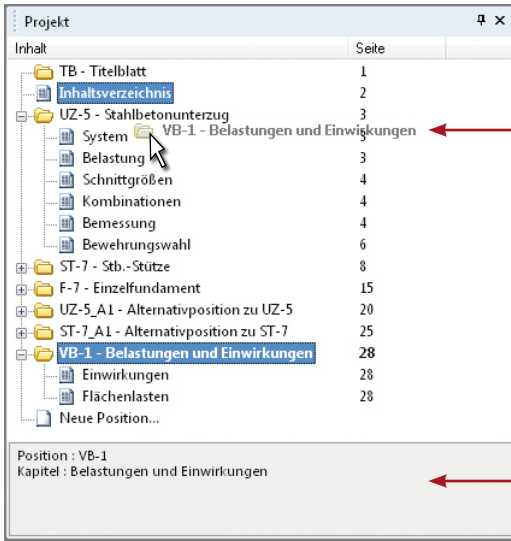 Projekt
Inhalt Seite
TB - Titelblatt 1
Inhaltsverzeichnis 2
UZ-5 - Stahlbetonunterzug 3
VB-1 - Belastungen und Einwirkungen
System 3
Belastung 3
Schnittgrößen 4
Kombinationen 4
Bemessung 4
Bewehrungswahl 6
ST-7 - Stb.-Stütze 8
F-7 - Einzelfundament 15
UZ-5_A1 - Alternativposition zu UZ-5 20
ST-7_A1 - Alternativposition zu ST-7 25
VB-1 - Belastungen und Einwirkungen 28
Einwirkungen 28
Flächenlasten 28
Neue Position...
Position : VB-1
Kapitel : Belastungen und Einwirkungen